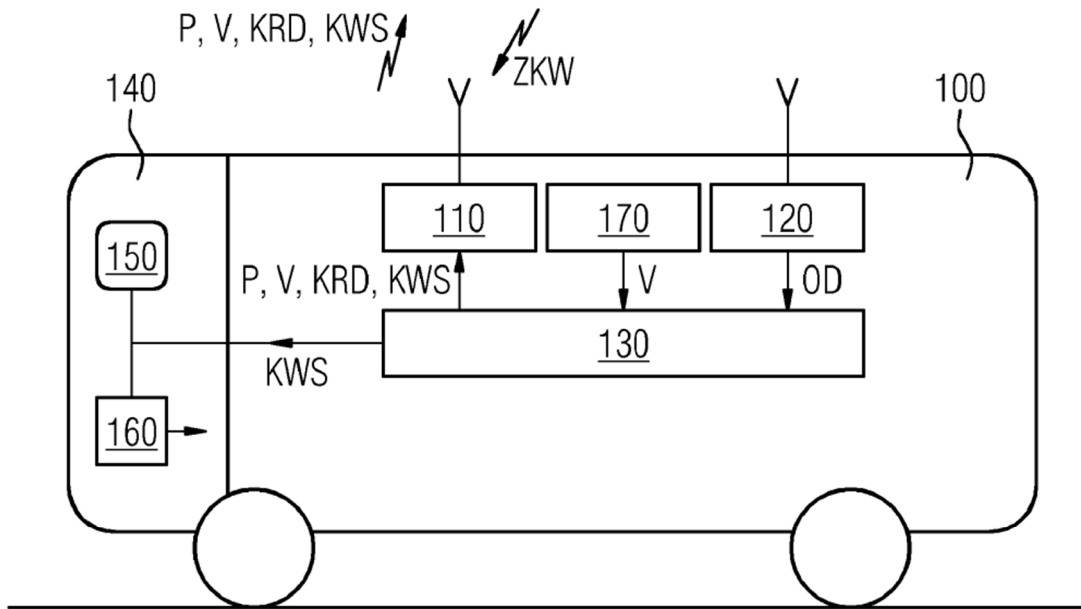 P, V, KRD, KWS
ZKW
140
100
110
170
120
150
P, V, KRD, KWS
V
OD
130
KWS
160